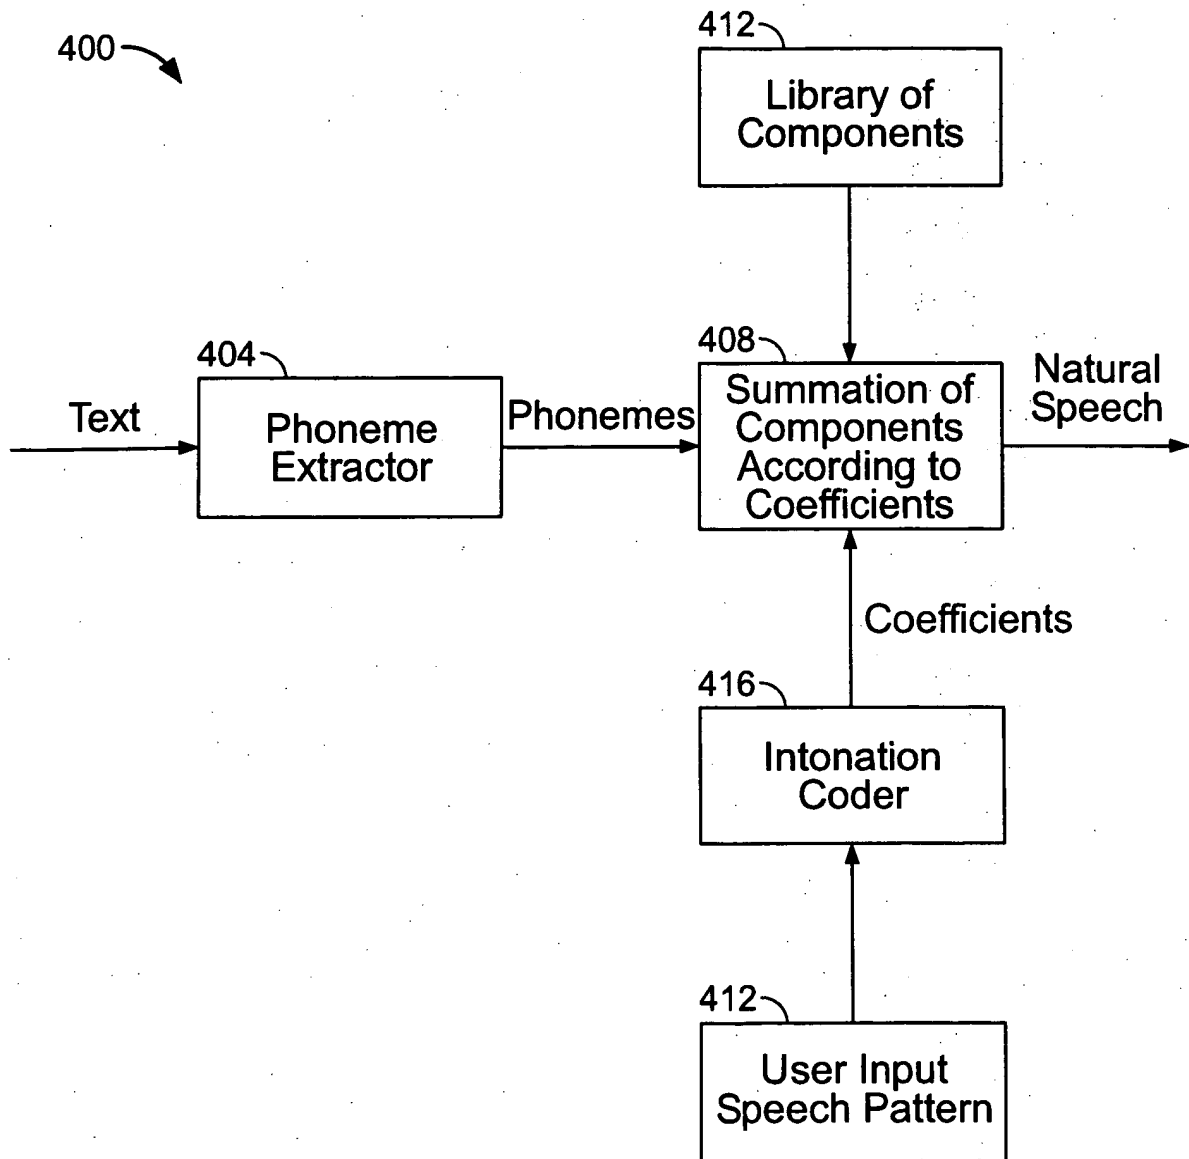 400
412
Library of
Components
404
408
Text
Phoneme
Extractor
Phonemes
Summation of
Components
According to
Coefficients
Natural
Speech
Coefficients
416
Intonation
Coder
412
User Input
Speech Pattern